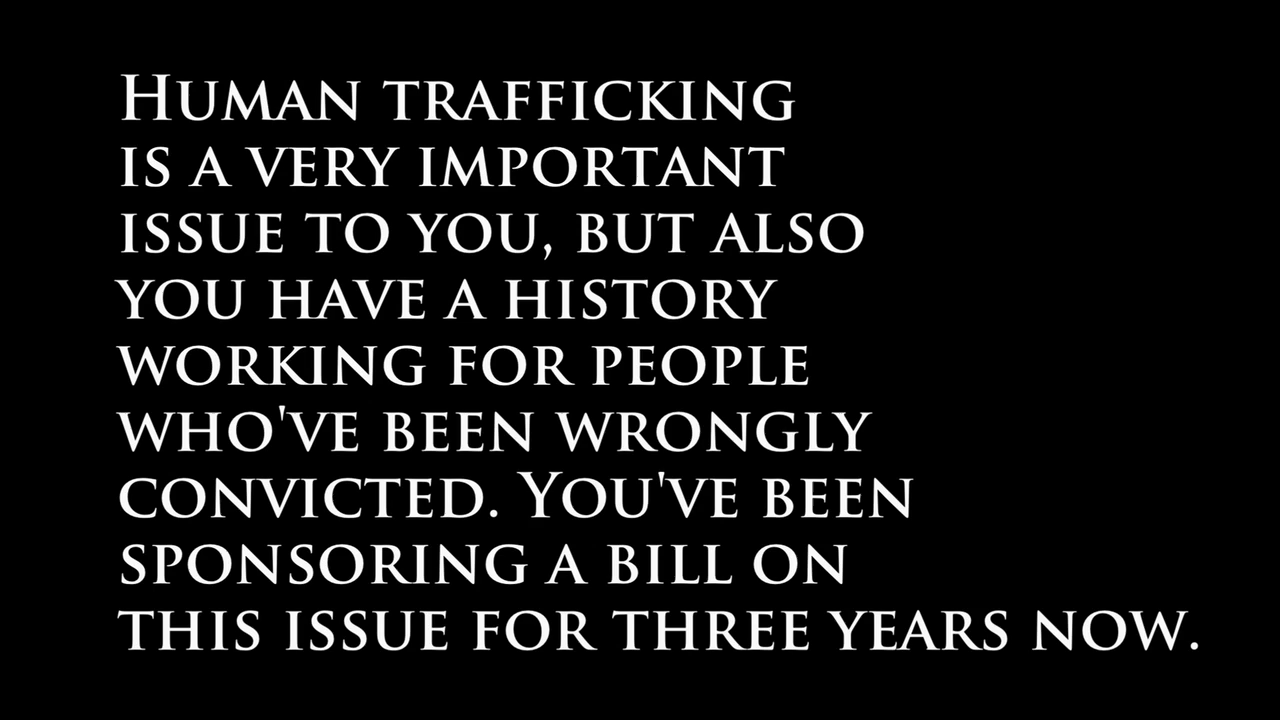 Human trafficking
is a very important
issue to you, but also
you have a history
working for people
who've been wrongly
convicted. You've been
sponsoring a bill on
this issue for three years now.